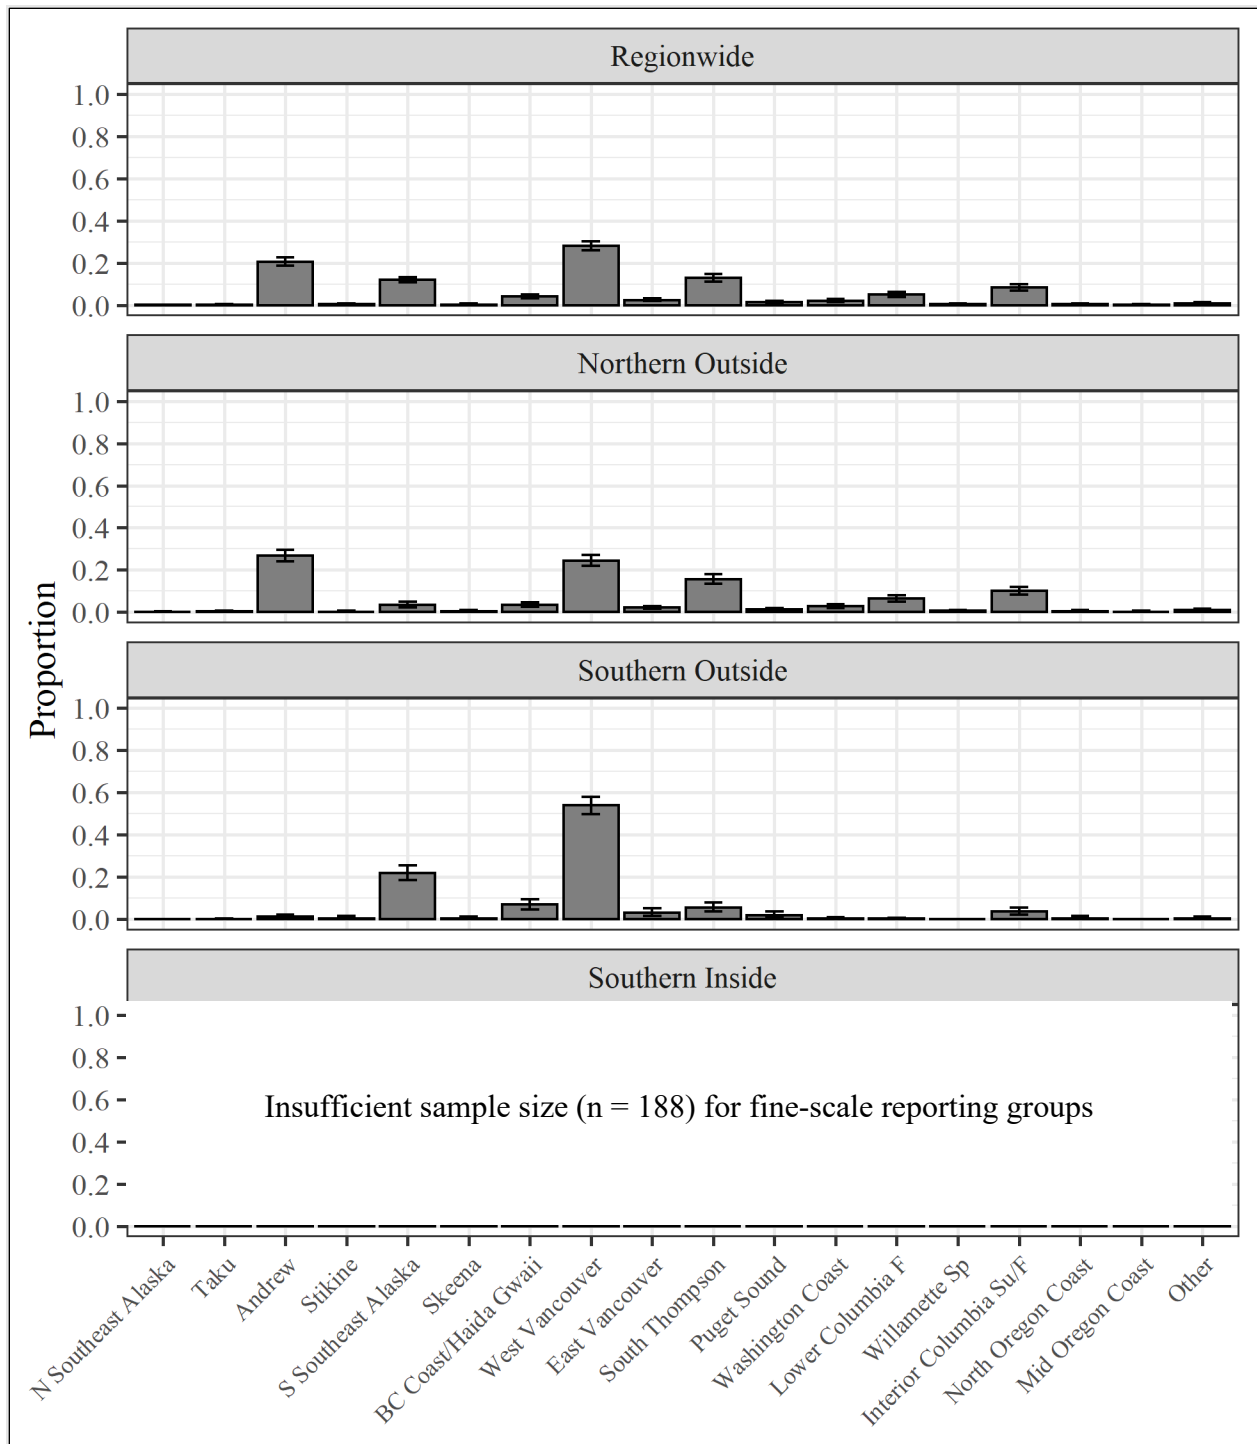 Regionwide
1.0
0.8
0.6
0.4
0.2
0.0
Northern Outside
1.0
0.8
0.6
0.4
0.2
0.0
Southern Outside
1.0
0.8
0.6
0.4
0.2
0.0
Southern Inside
1.0
0.8
0.6
0.4
0.2
0.0
Insufficient sample size (n = 188) for fine-scale reporting groups
Proportion
N Southeast Alaska
Taku
Andrew
Stikine
S Southeast Alaska
Skeena
BC Coast/Haida Gwaii
West Vancouver
East Vancouver
South Thompson
Puget Sound
Washington Coast
Lower Columbia F
Willamette Sp
Interior Columbia Su/F
North Oregon Coast
Mid Oregon Coast
Other